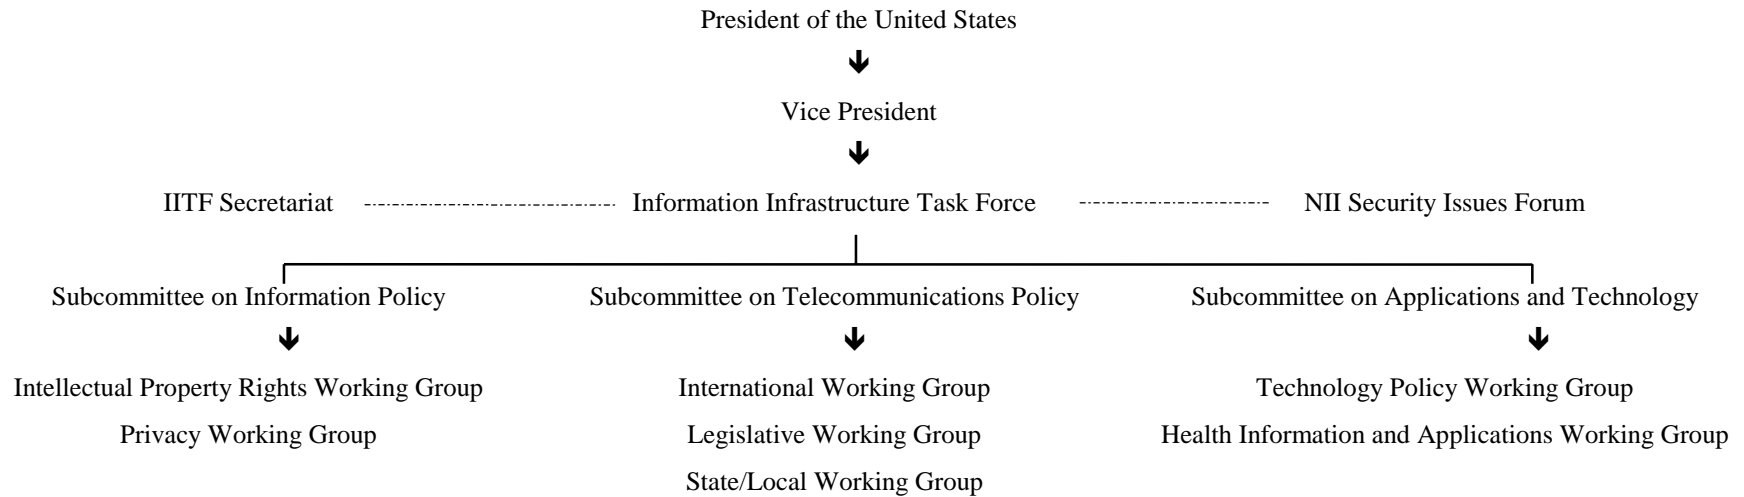 President of the United States
Vice President
IITF Secretariat Information Infrastructure Task Force NII Security Issues Forum
Subcommittee on Information Policy Subcommittee on Telecommunications Policy Subcommittee on Applications and Technology
Intellectual Property Rights Working Group International Working Group Technology Policy Working Group
Privacy Working Group Legislative Working Group Health Information and Applications Working Group
State/Local Working Group